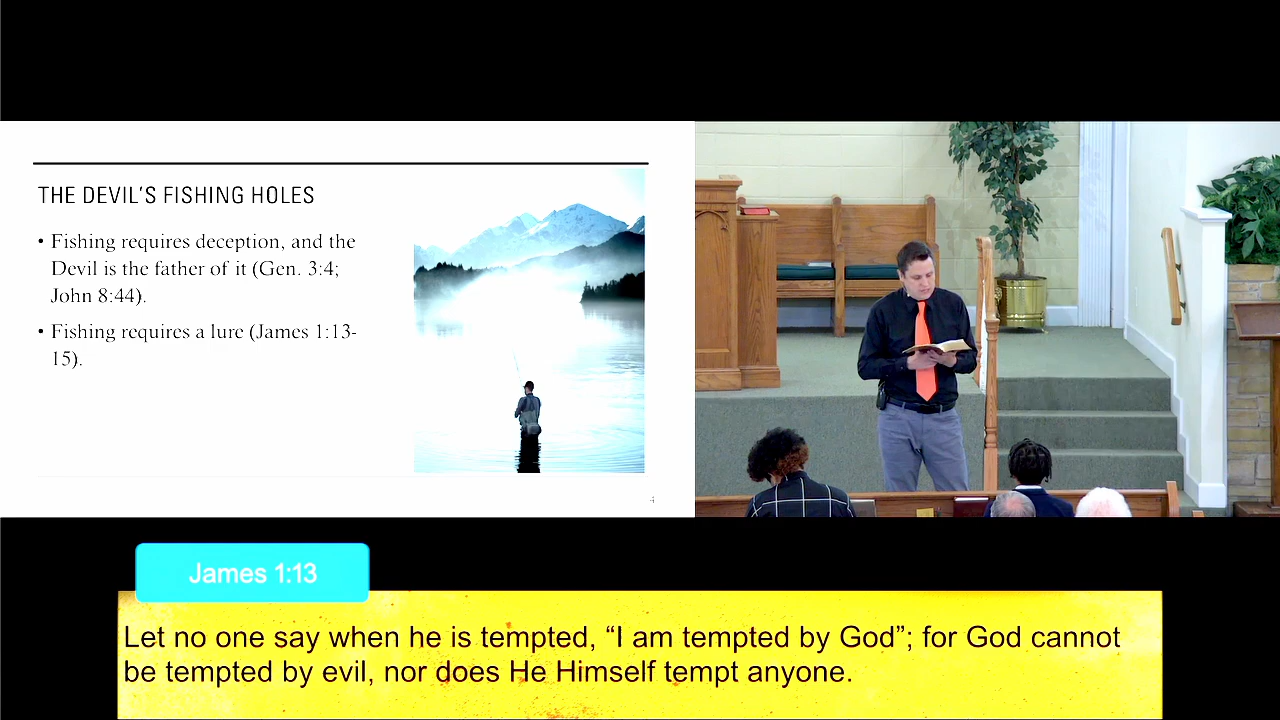 THE DEVIL'S FISHING HOLES
• Fishing requires deception, and the
Devil is the father of it (Gen. 3:4;
John 8:44).
• Fishing requires a lure (James 1:13-
15).
4
James 1:13
Let no one say when he is tempted, “I am tempted by God”; for God cannot
be tempted by evil, nor does He Himself tempt anyone.